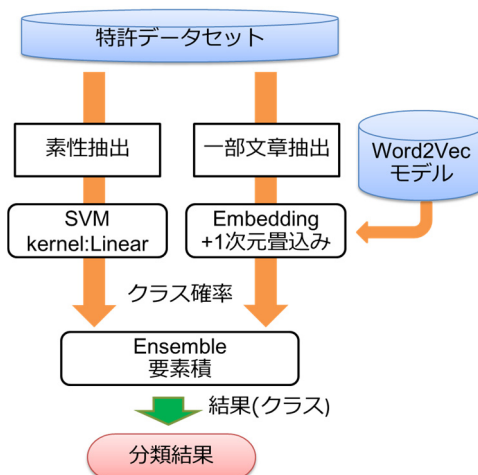 特許データセット
素性抽出
一部文章抽出
Word2Vec
モデル
SVM
kernel:Linear
Embedding
+1次元畳込み
クラス確率
Ensemble
要素積
結果(クラス)
分類結果